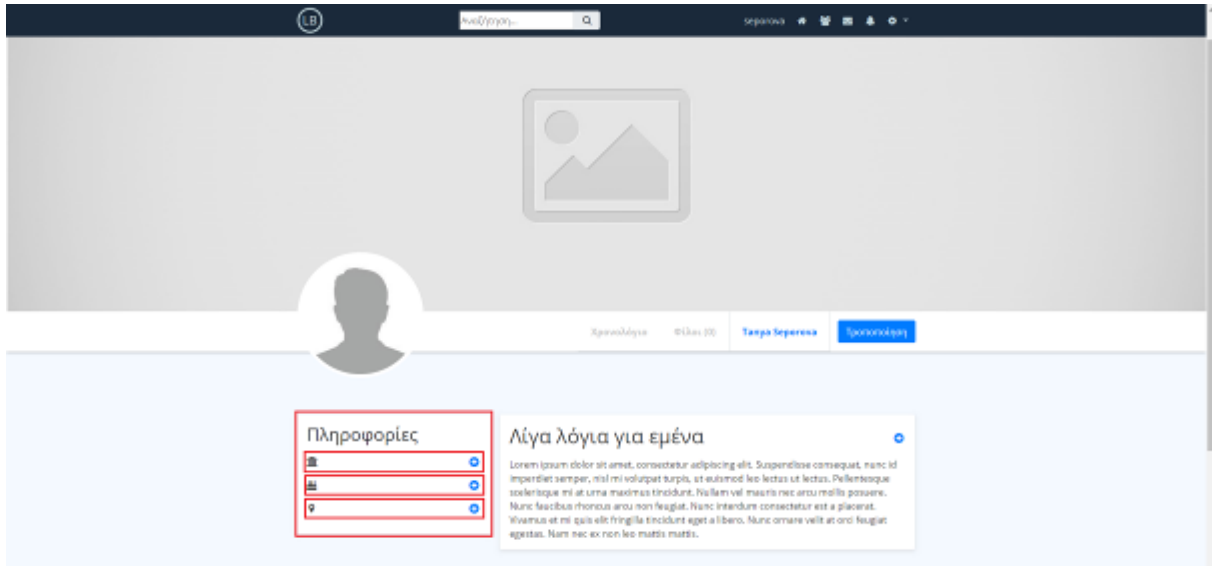 LB
Αναζήτηση...
seporova
Χρονολόγιο
Φίλοι (0)
Tanya Seporova
Τροποποίηση
Πληροφορίες
Λίγα λόγια για εμένα
Lorem ipsum dolor sit amet, consectetur adipiscing elit. Suspendisse consequat, nunc id
imperdiet semper, nisl mi volutpat turpis, ut euismod leo lectus ut lectus. Pellentesque
scelerisque mi at urna maximus tincidunt. Nullam vel mauris nec arcu mollis posuere.
Nunc faucibus rhoncus arcu non feugiat. Nunc interdum consectetur est a placerat.
Vivamus et mi quis elit fringilla tincidunt eget a libero. Nunc ornare velit at orci feugiat
egestas. Nam nec ex non leo mattis mattis.